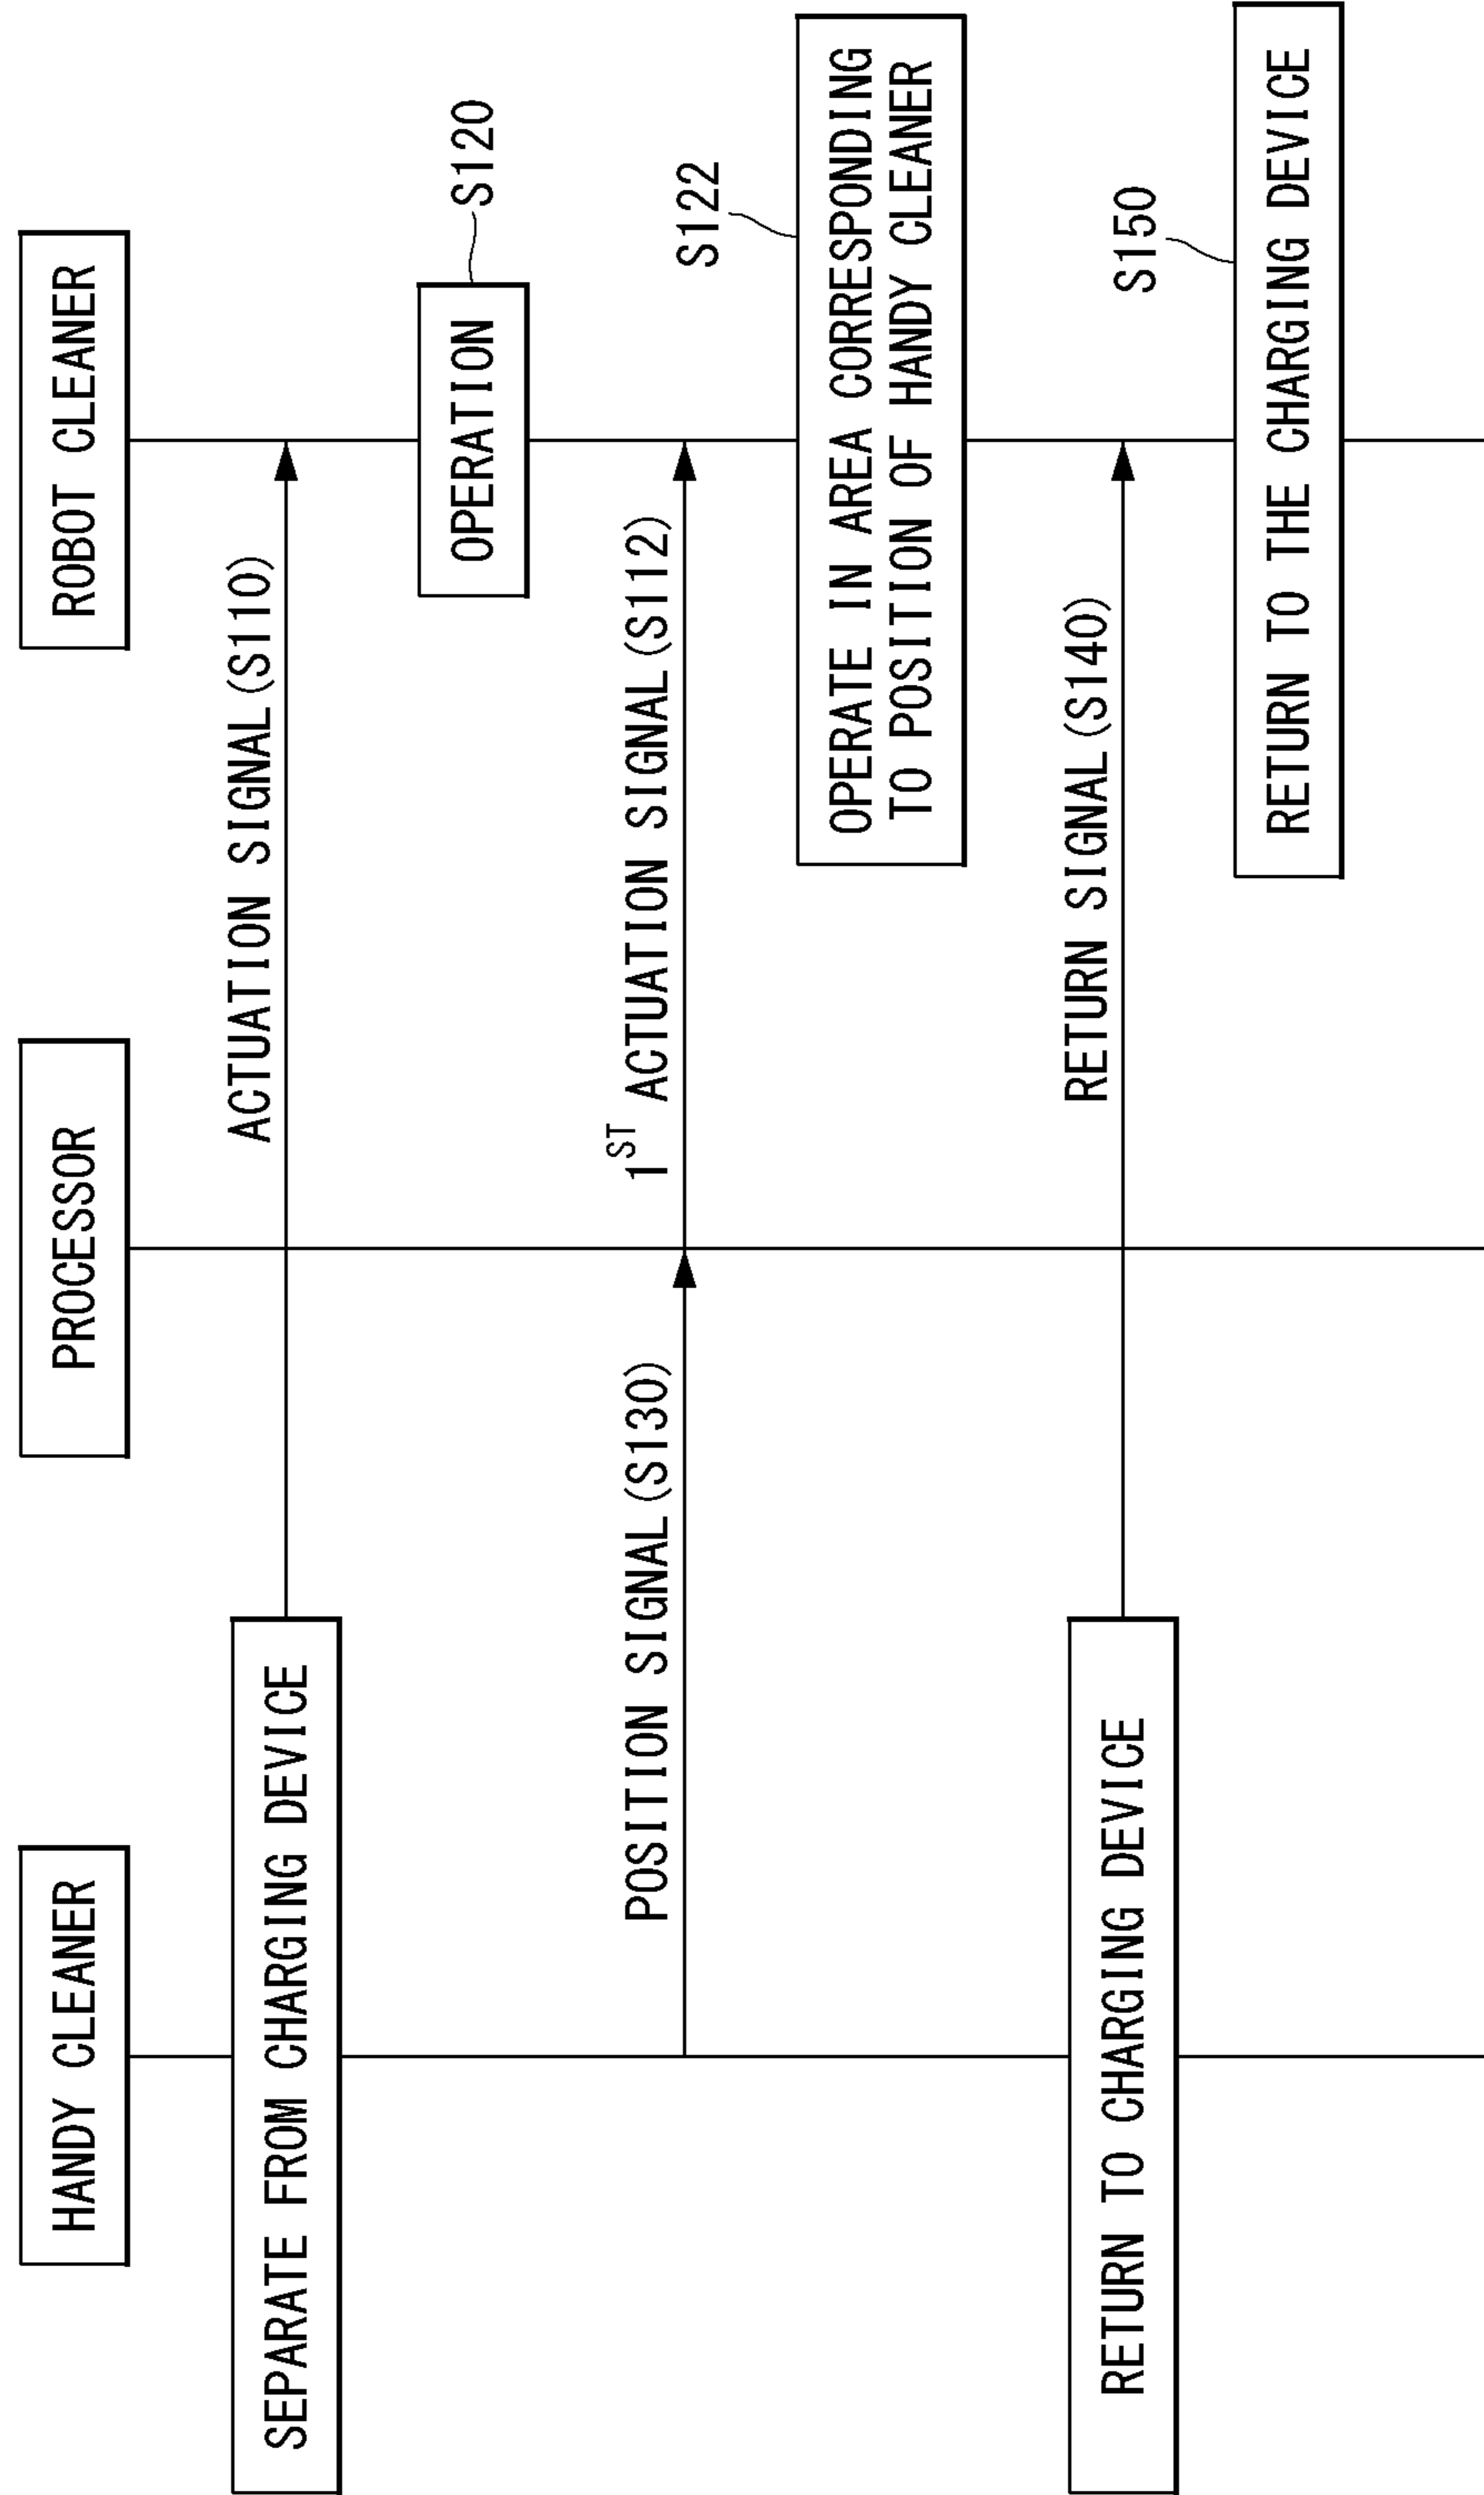 HANDY CLEANER
PROCESSOR
ROBOT CLEANER
SEPARATE FROM CHARGING DEVICE
ACTUATION SIGNAL(S110)
OPERATION
S120
POSITION SIGNAL(S130)
1ST ACTUATION SIGNAL(S112)
S122
OPERATE IN AREA CORRESPONDING
TO POSITION OF HANDY CLEANER
RETURN TO CHARGING DEVICE
RETURN SIGNAL(S140)
S150
RETURN TO THE CHARGING DEVICE